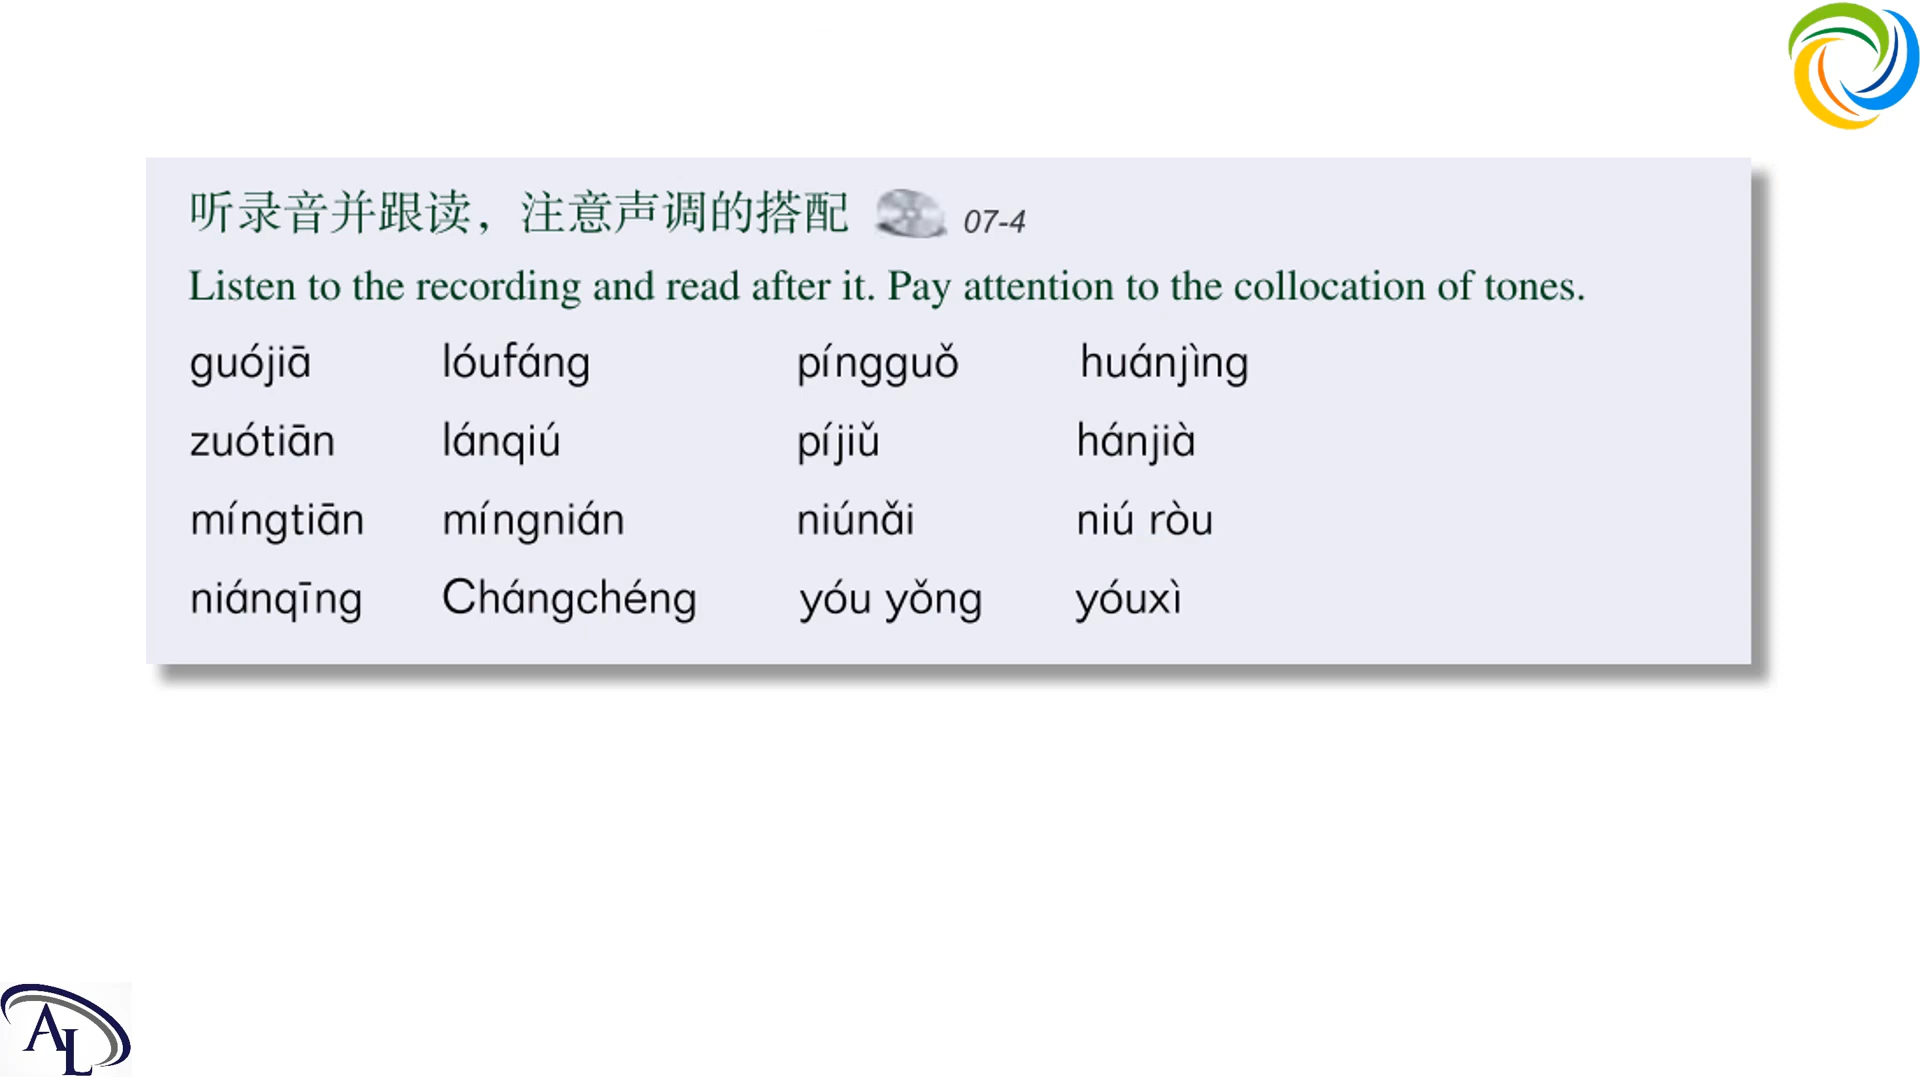 听录音并跟读，注意声调的搭配 07-4
Listen to the recording and read after it. Pay attention to the collocation of tones.
guójiā lóufáng píngguǒ huánjìng
zuótiān lánqiú píjiǔ hánjià
míngtiān míngnián niúnǎi niú ròu
niánqīng Chángchéng yóu yǒng yóuxì
AL